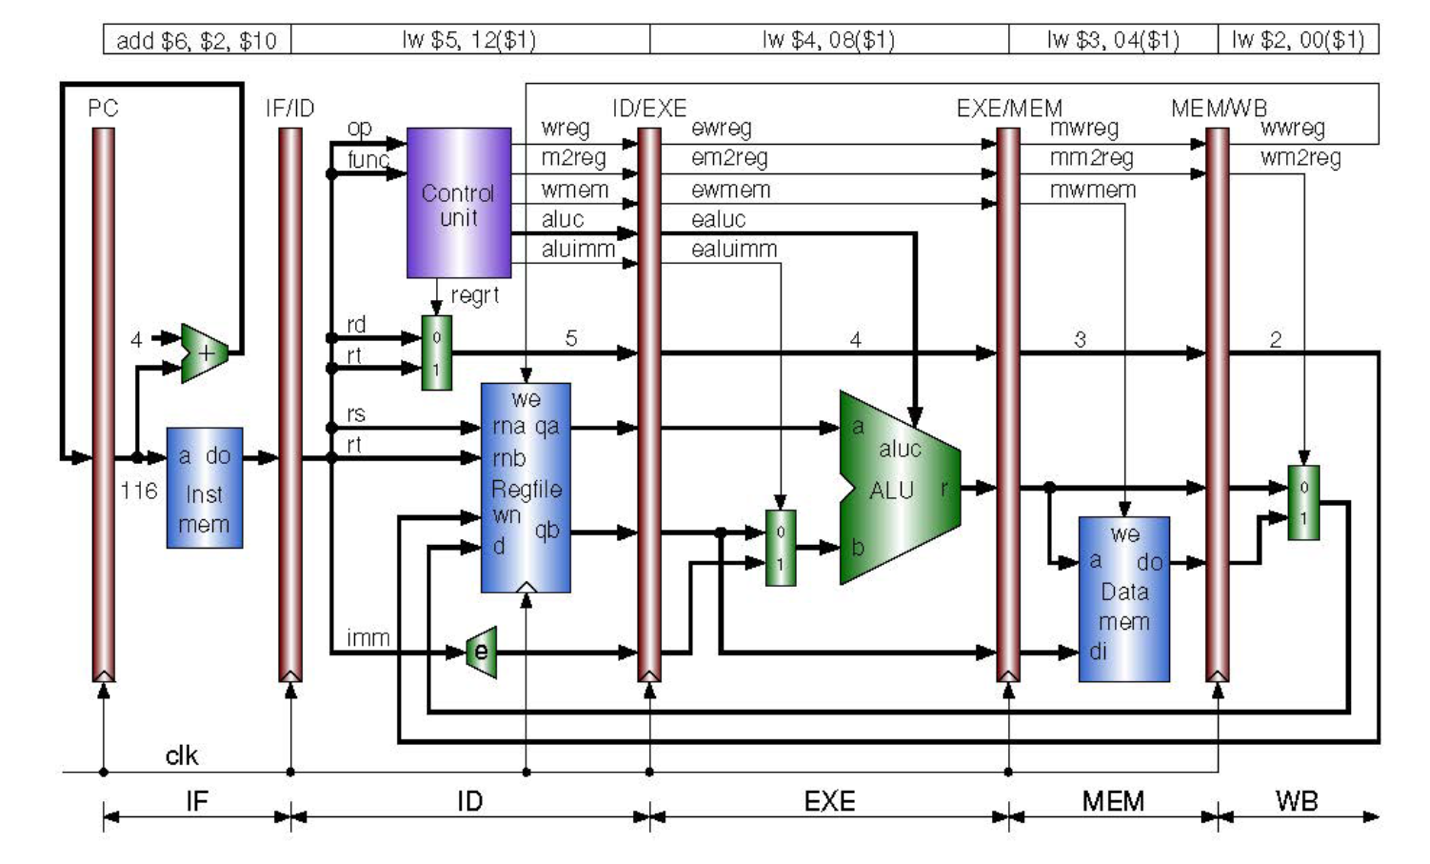 add $6, $2, $10 lw $5, 12($1) lw $4, 08($1) lw $3, 04($1) lw $2, 00($1)
PC IF/ID ID/EXE EXE/MEM MEM/WB
op wreg ewreg mwreg wwreg
func m2reg em2reg mm2reg wm2reg
Control unit
wmem ewmem mwmem
aluc ealuc
aluimm ealuimm
regrt
4 +
rd 0
rt 1
5 4 3 2
we
rs rna qa a
rt rnb
aluc
116 a do
Inst mem
Regfile ALU r
wn qb
d
0
1
b
we
a do
Data mem
di
0
1
imm e
clk
IF ID EXE MEM WB